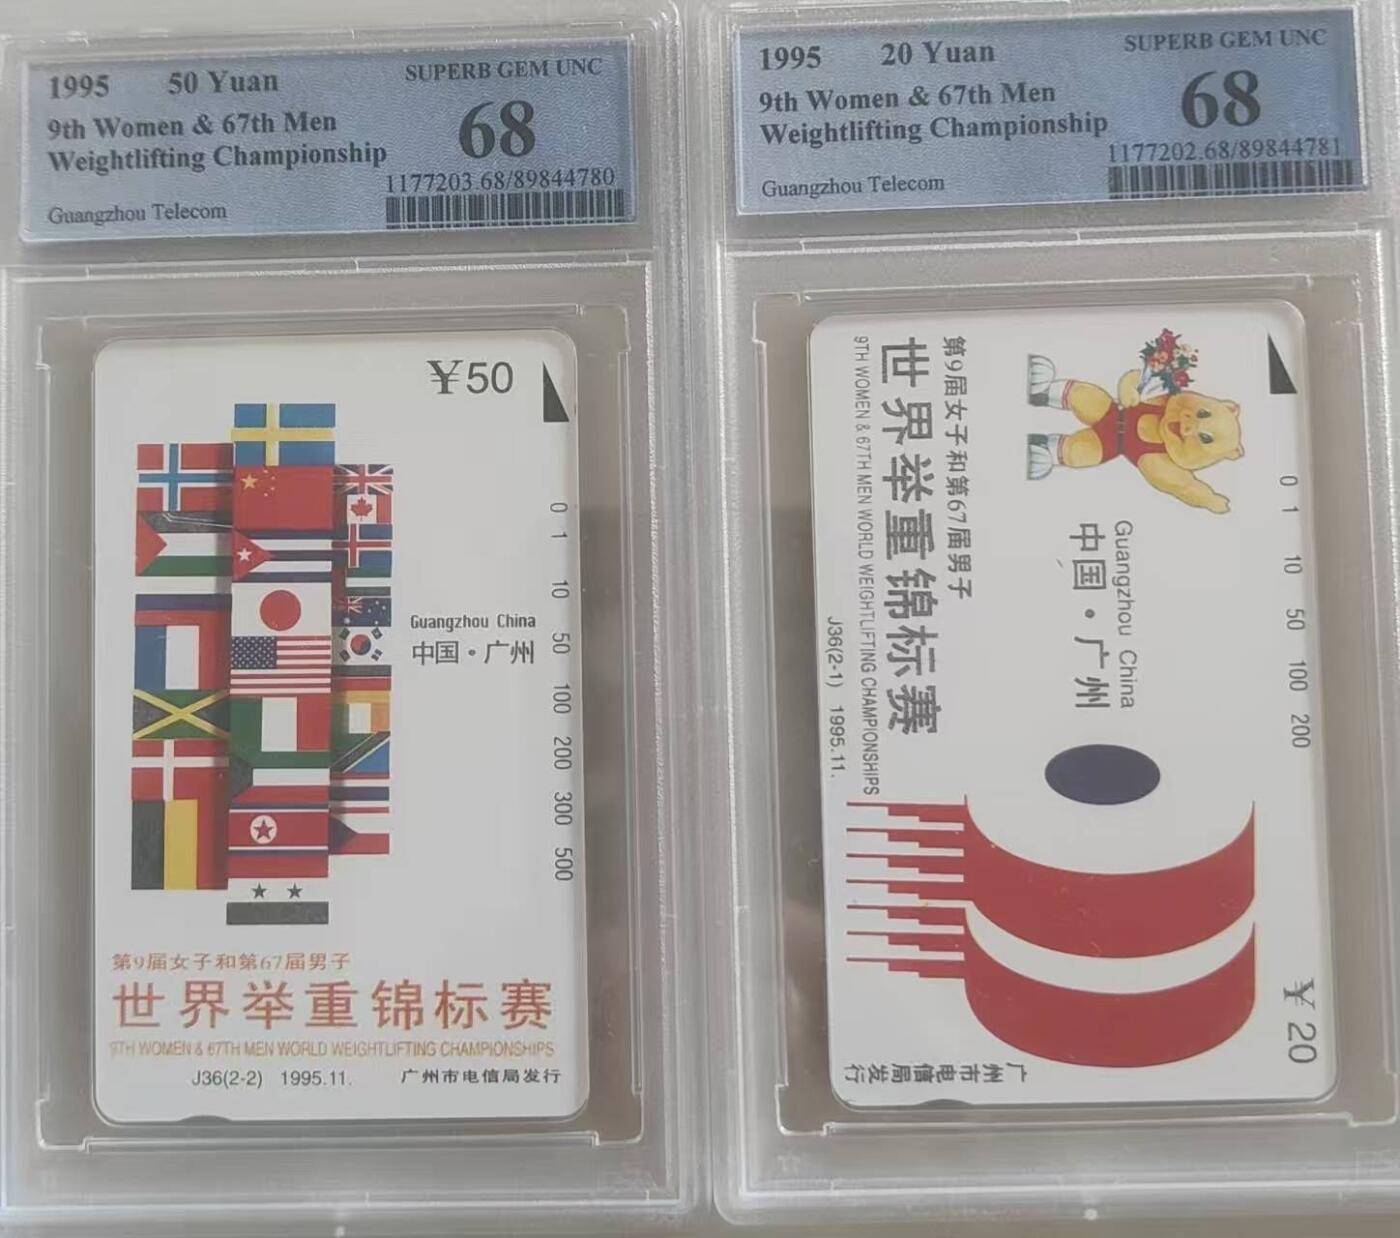 1995 50 Yuan
9th Women & 67th Men
Weightlifting Championship
Guangzhou Telecom
SUPERB GEM UNC
68
1177203.68/89844780
¥50
0 1 10 50 100 200 300 500
Guangzhou China
中国·广州
第9届女子和第67届男子
世界举重锦标赛
9TH WOMEN & 67TH MEN WORLD WEIGHTLIFTING CHAMPIONSHIPS
J36(2-2) 1995.11. 广州市电信局发行
1995 20 Yuan
9th Women & 67th Men
Weightlifting Championship
Guangzhou Telecom
SUPERB GEM UNC
68
1177202.68/89844781
0 1 10 50 100 200
¥20
Guangzhou China
中国·广州
第9届女子和第67届男子
世界举重锦标赛
9TH WOMEN & 67TH MEN WORLD WEIGHTLIFTING CHAMPIONSHIPS
J36(2-1) 1995.11.
广州市电信局发行